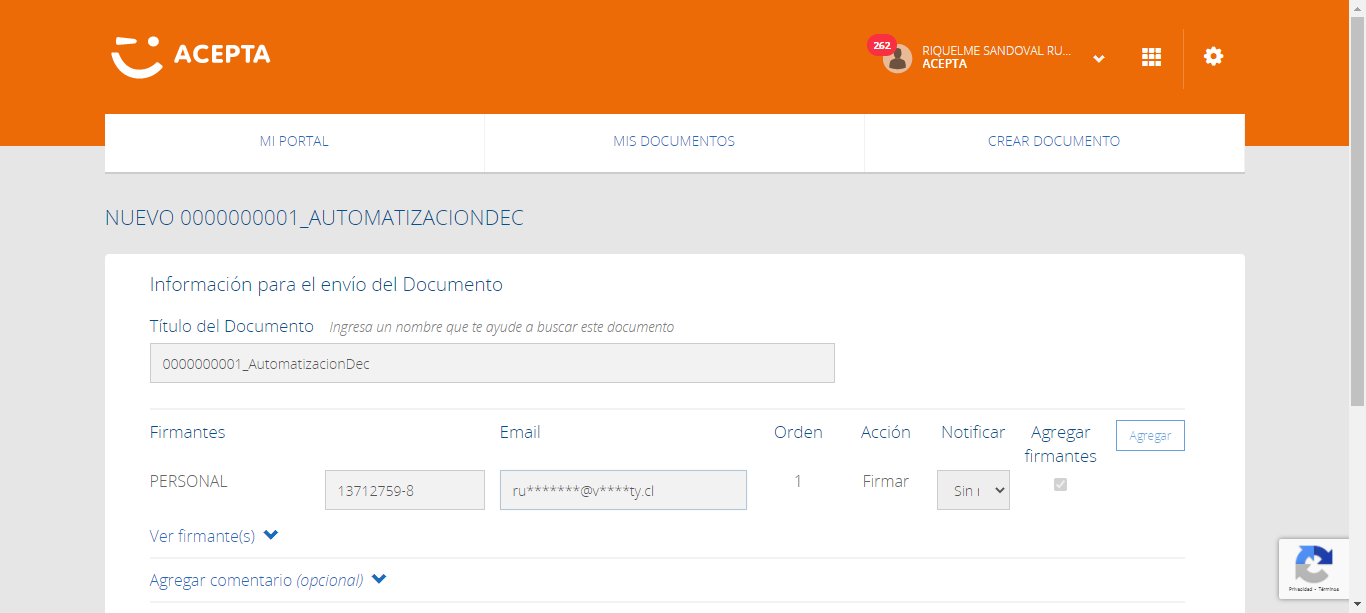 ACEPTA
262
RIQUELME SANDOVAL RU...
ACEPTA
MI PORTAL
MIS DOCUMENTOS
CREAR DOCUMENTO
NUEVO 0000000001_AUTOMATIZACIONDEC
Información para el envío del Documento
Título del Documento Ingresa un nombre que te ayude a buscar este documento
0000000001_AutomatizacionDec
Firmantes Email Orden Acción Notificar Agregar firmantes Agregar
PERSONAL 13712759-8 ru*******@v****ty.cl 1 Firmar Sin
Ver firmante(s)
Agregar comentario (opcional)
Privacidad - Términos